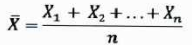 X̄ = (X₁ + X₂ + ... + Xₙ) / n